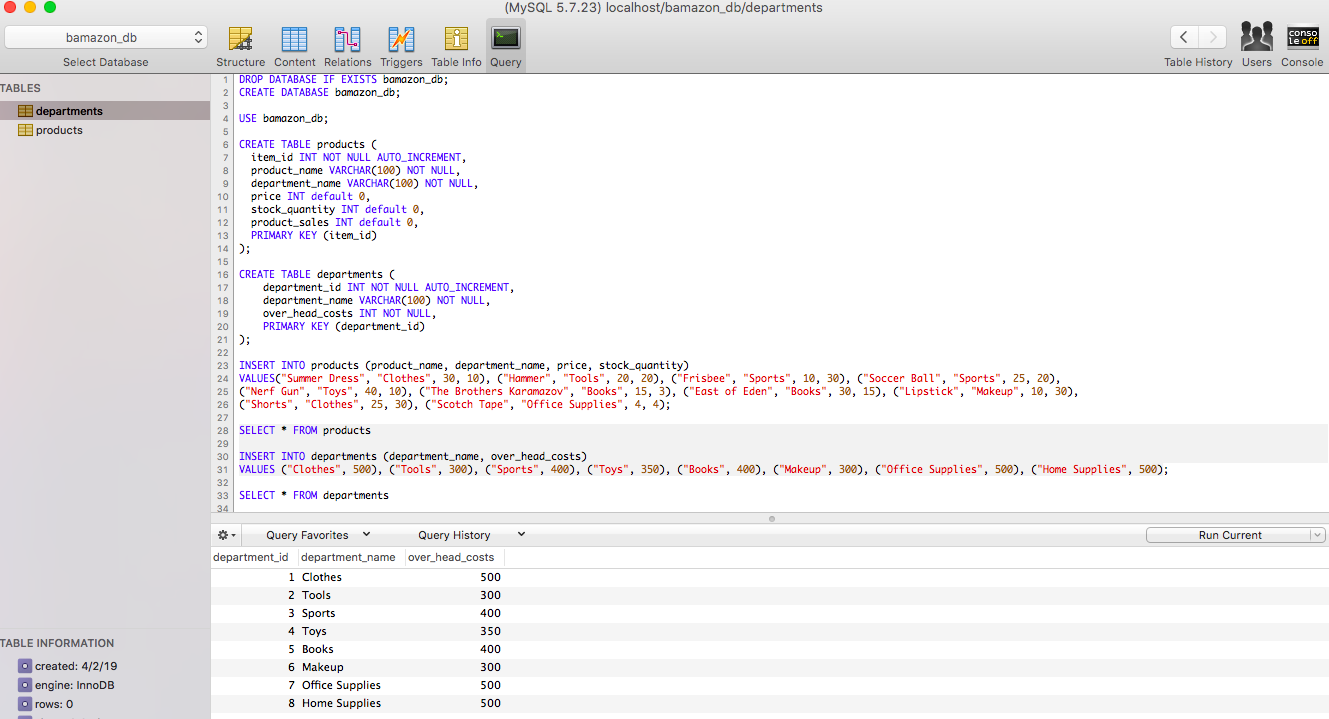 (MySQL 5.7.23) localhost/bamazon_db/departments
bamazon_db
Select Database
Structure Content Relations Triggers Table Info Query
Table History Users Console
conso
le off
TABLES
departments
products
1 DROP DATABASE IF EXISTS bamazon_db;
2 CREATE DATABASE bamazon_db;
3
4 USE bamazon_db;
5
6 CREATE TABLE products (
7 item_id INT NOT NULL AUTO_INCREMENT,
8 product_name VARCHAR(100) NOT NULL,
9 department_name VARCHAR(100) NOT NULL,
10 price INT default 0,
11 stock_quantity INT default 0,
12 product_sales INT default 0,
13 PRIMARY KEY (item_id)
14 );
15
16 CREATE TABLE departments (
17 department_id INT NOT NULL AUTO_INCREMENT,
18 department_name VARCHAR(100) NOT NULL,
19 over_head_costs INT NOT NULL,
20 PRIMARY KEY (department_id)
21 );
22
23 INSERT INTO products (product_name, department_name, price, stock_quantity)
24 VALUES("Summer Dress", "Clothes", 30, 10), ("Hammer", "Tools", 20, 20), ("Frisbee", "Sports", 10, 30), ("Soccer Ball", "Sports", 25, 20),
25 ("Nerf Gun", "Toys", 40, 10), ("The Brothers Karamazov", "Books", 15, 3), ("East of Eden", "Books", 30, 15), ("Lipstick", "Makeup", 10, 30),
26 ("Shorts", "Clothes", 25, 30), ("Scotch Tape", "Office Supplies", 4, 4);
27
28 SELECT * FROM products
29
30 INSERT INTO departments (department_name, over_head_costs)
31 VALUES ("Clothes", 500), ("Tools", 300), ("Sports", 400), ("Toys", 350), ("Books", 400), ("Makeup", 300), ("Office Supplies", 500), ("Home Supplies", 500);
32
33 SELECT * FROM departments
34
Query Favorites Query History Run Current
department_id department_name over_head_costs
1 Clothes 500
2 Tools 300
3 Sports 400
4 Toys 350
5 Books 400
6 Makeup 300
7 Office Supplies 500
8 Home Supplies 500
TABLE INFORMATION
created: 4/2/19
engine: InnoDB
rows: 0